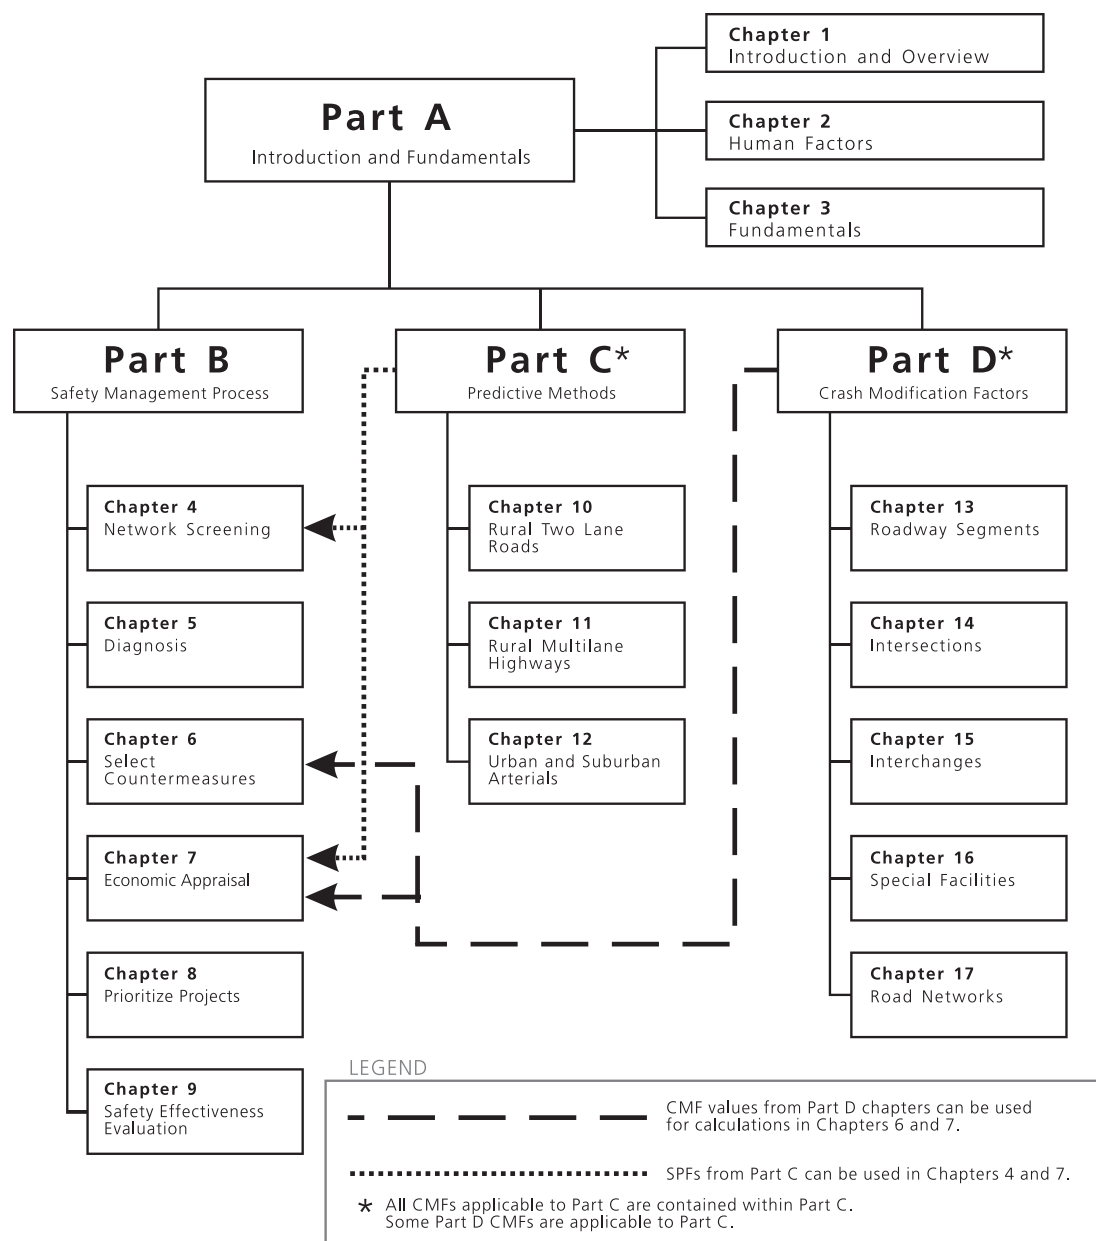 Part A
Introduction and Fundamentals
Chapter 1
Introduction and Overview
Chapter 2
Human Factors
Chapter 3
Fundamentals
Part B
Safety Management Process
Chapter 4
Network Screening
Chapter 5
Diagnosis
Chapter 6
Select
Countermeasures
Chapter 7
Economic Appraisal
Chapter 8
Prioritize Projects
Chapter 9
Safety Effectiveness
Evaluation
Part C*
Predictive Methods
Chapter 10
Rural Two Lane
Roads
Chapter 11
Rural Multilane
Highways
Chapter 12
Urban and Suburban
Arterials
Part D*
Crash Modification Factors
Chapter 13
Roadway Segments
Chapter 14
Intersections
Chapter 15
Interchanges
Chapter 16
Special Facilities
Chapter 17
Road Networks
LEGEND
CMF values from Part D chapters can be used
for calculations in Chapters 6 and 7.
SPFs from Part C can be used in Chapters 4 and 7.
* All CMFs applicable to Part C are contained within Part C.
Some Part D CMFs are applicable to Part C.